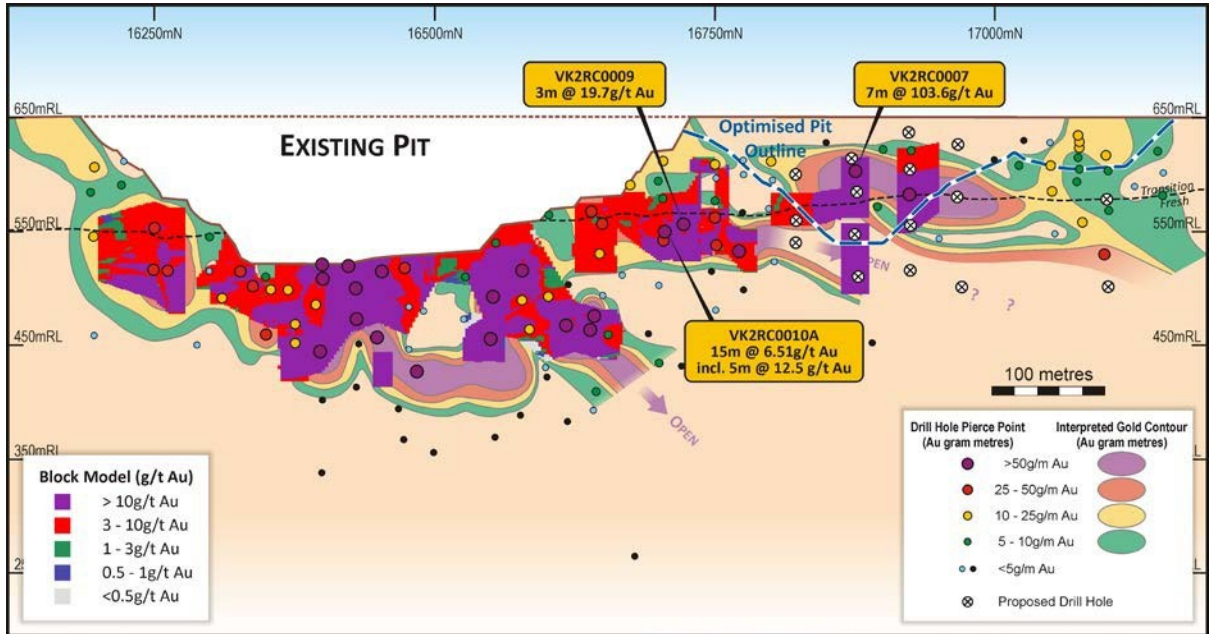 16250mN
16500mN
16750mN
17000mN
VK2RC0009
3m @ 19.7g/t Au
VK2RC0007
7m @ 103.6g/t Au
650mRL
650mRL
EXISTING PIT
Optimised Pit
Outline
Transition
Fresh
550mRL
550mRL
OPEN
? ?
VK2RC0010A
15m @ 6.51g/t Au
incl. 5m @ 12.5 g/t Au
450mRL
450mRL
100 metres
OPEN
350mRL
Block Model (g/t Au)
> 10g/t Au
3 - 10g/t Au
1 - 3g/t Au
0.5 - 1g/t Au
<0.5g/t Au
Drill Hole Pierce Point
(Au gram metres)
Interpreted Gold Contour
(Au gram metres)
>50g/m Au
25 - 50g/m Au
10 - 25g/m Au
5 - 10g/m Au
<5g/m Au
Proposed Drill Hole